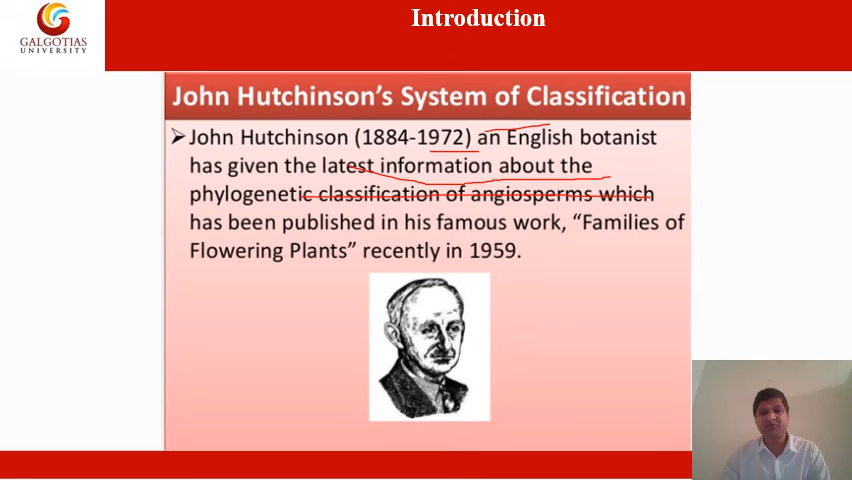 Introduction
GALGOTIAS
UNIVERSITY
John Hutchinson's System of Classification
➢John Hutchinson (1884-1972) an English botanist
has given the latest information about the
phylogenetic classification of angiosperms which
has been published in his famous work, “Families of
Flowering Plants” recently in 1959.